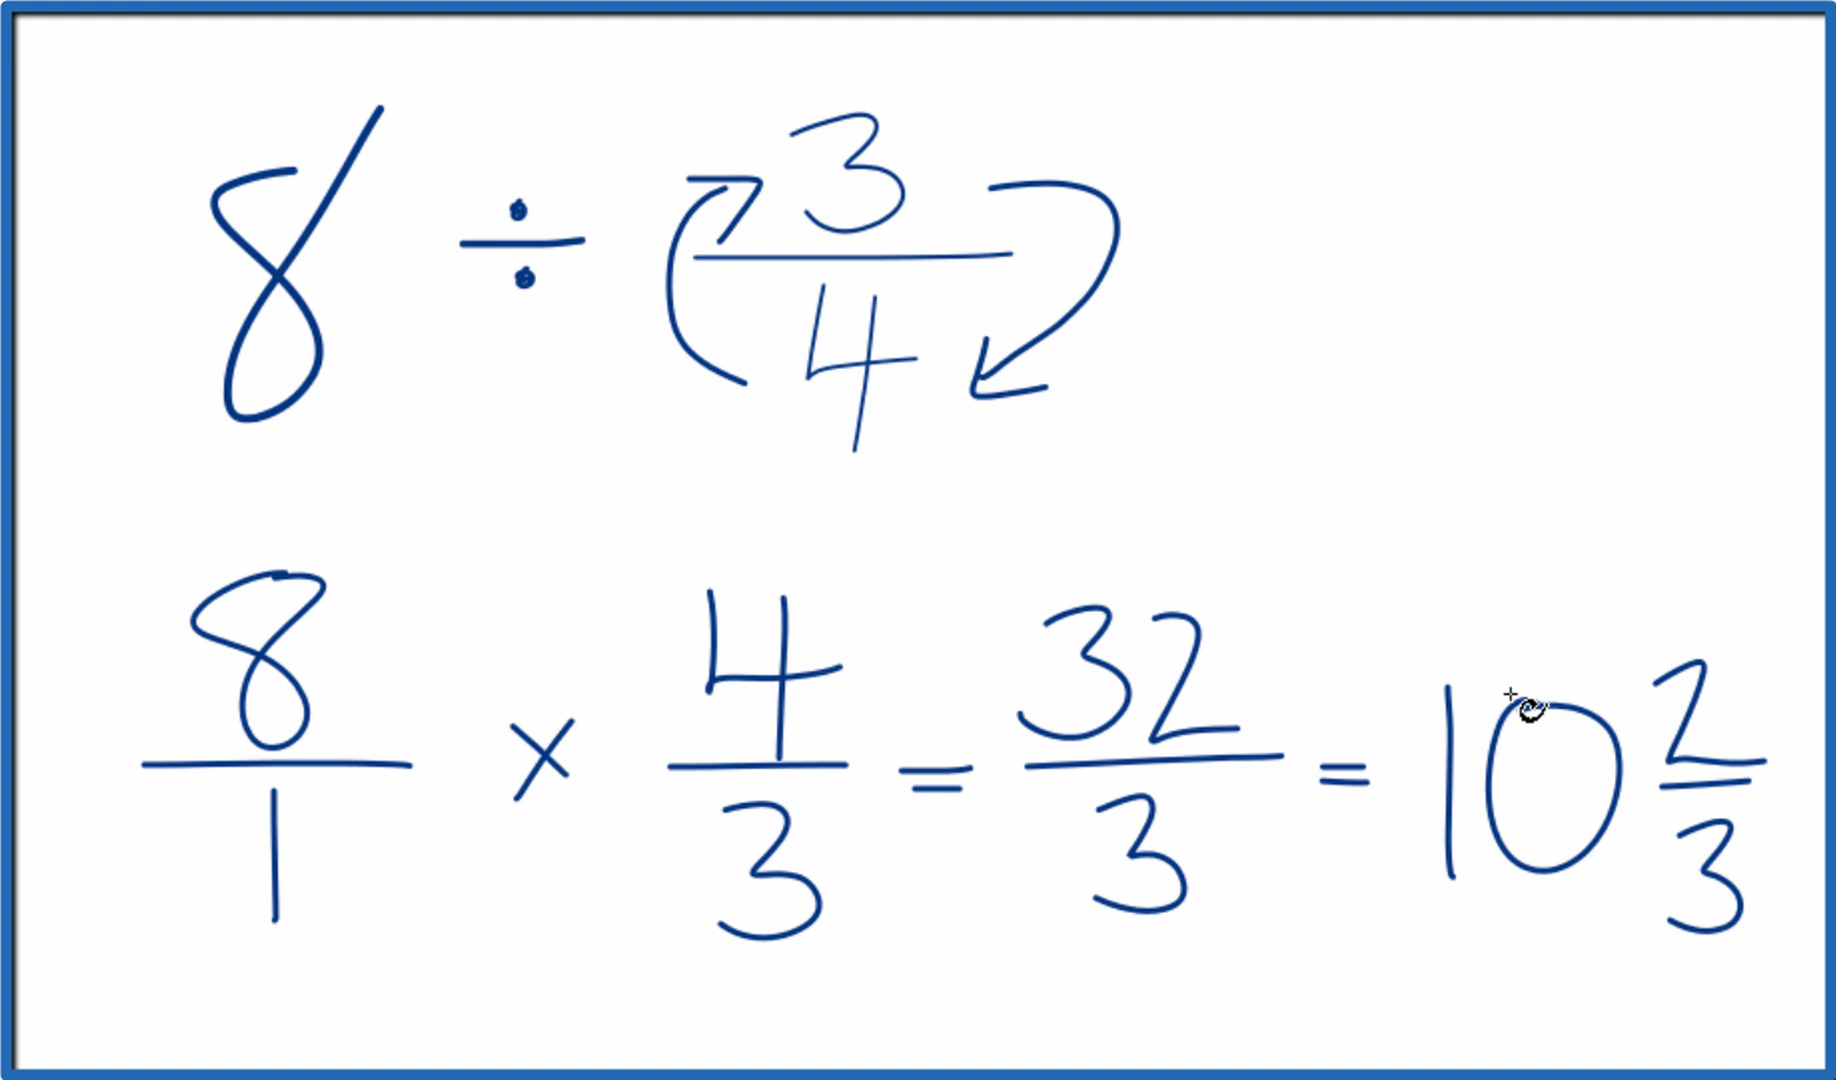 8 ÷ 3/4
8/1 × 4/3 = 32/3 = 10 2/3